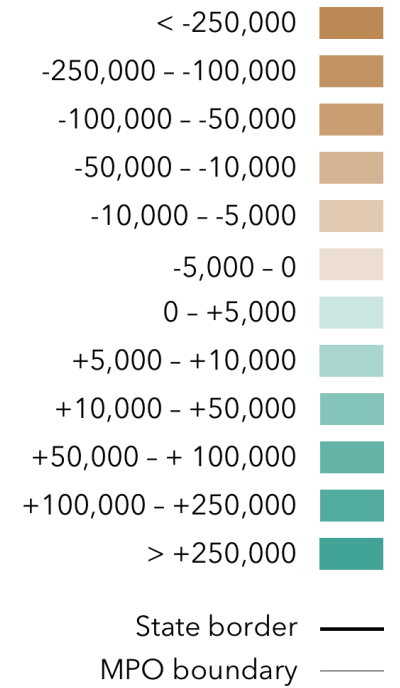 < -250,000
-250,000 – -100,000
-100,000 – -50,000
-50,000 – -10,000
-10,000 – -5,000
-5,000 – 0
0 – +5,000
+5,000 – +10,000
+10,000 – +50,000
+50,000 – + 100,000
+100,000 – +250,000
> +250,000
State border
MPO boundary